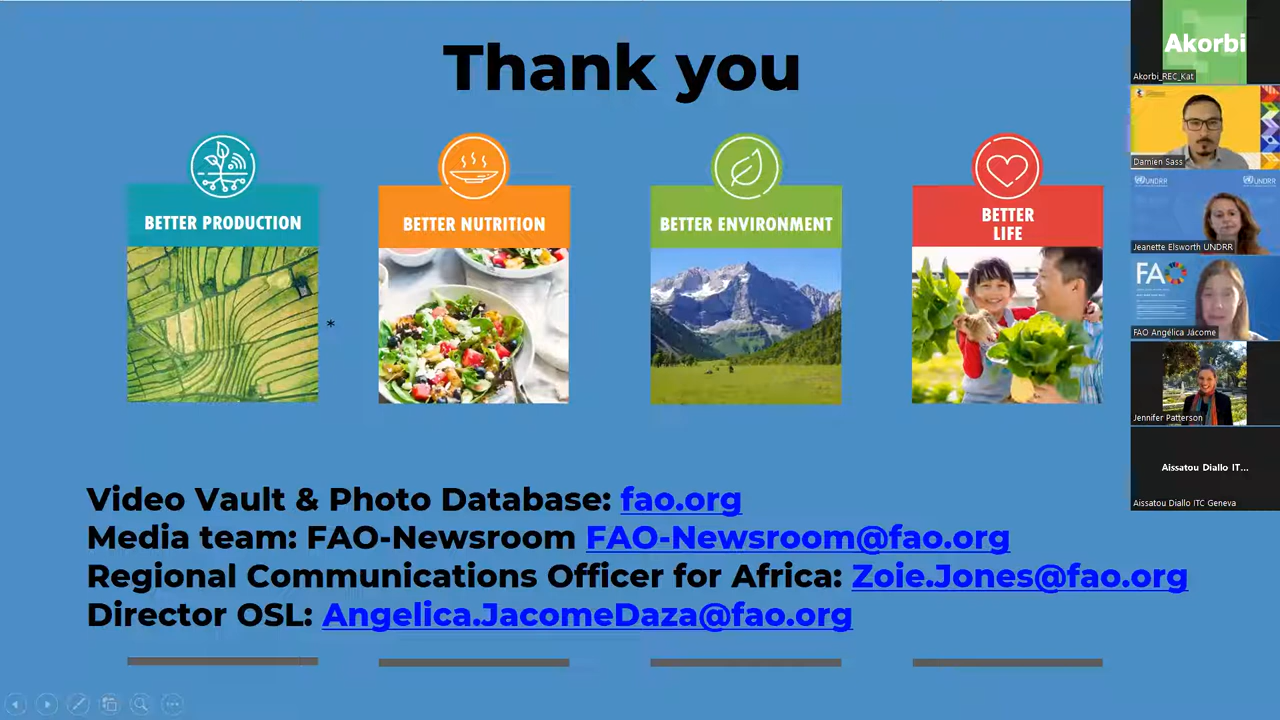 Thank you
BETTER PRODUCTION
BETTER NUTRITION
BETTER ENVIRONMENT
BETTER
LIFE
*
Video Vault & Photo Database: fao.org
Media team: FAO-Newsroom FAO-Newsroom@fao.org
Regional Communications Officer for Africa: Zoie.Jones@fao.org
Director OSL: Angelica.JacomeDaza@fao.org
Akorbi
Akorbi_REC_Kat
Damien Sass
UNDRR
UNDRR
Jeanette Elsworth UNDRR
FAO
FAO Angélica Jácome
Jennifer Patterson
Aissatou Diallo IT...
Aissatou Diallo ITC Geneva